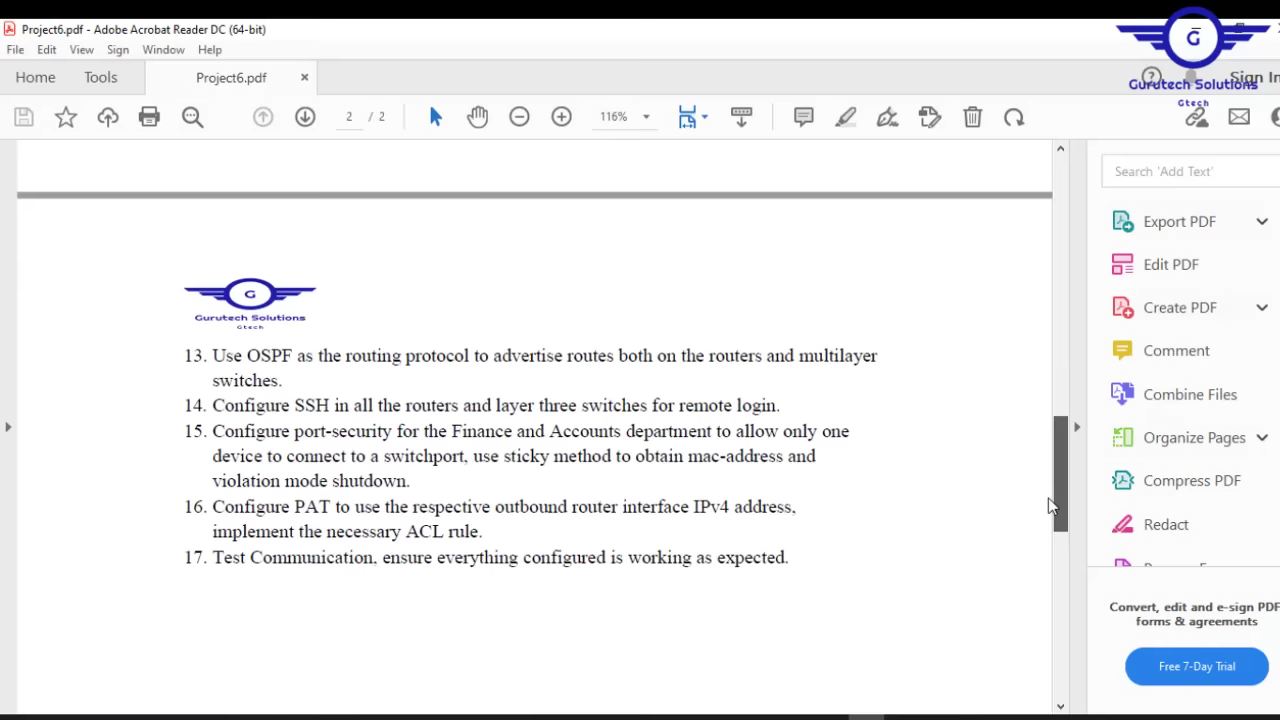 Project6.pdf - Adobe Acrobat Reader DC (64-bit)
File Edit View Sign Window Help
Home Tools Project6.pdf × Sign In
G
Gurutech Solutions
Gtech
2 / 2 116%
Search 'Add Text'
Export PDF
Edit PDF
Create PDF
Comment
Combine Files
Organize Pages
Compress PDF
Redact
G
Gurutech Solutions
Gtech
13. Use OSPF as the routing protocol to advertise routes both on the routers and multilayer
switches.
14. Configure SSH in all the routers and layer three switches for remote login.
15. Configure port-security for the Finance and Accounts department to allow only one
device to connect to a switchport, use sticky method to obtain mac-address and
violation mode shutdown.
16. Configure PAT to use the respective outbound router interface IPv4 address,
implement the necessary ACL rule.
17. Test Communication, ensure everything configured is working as expected.
Convert, edit and e-sign PDF
forms & agreements
Free 7-Day Trial